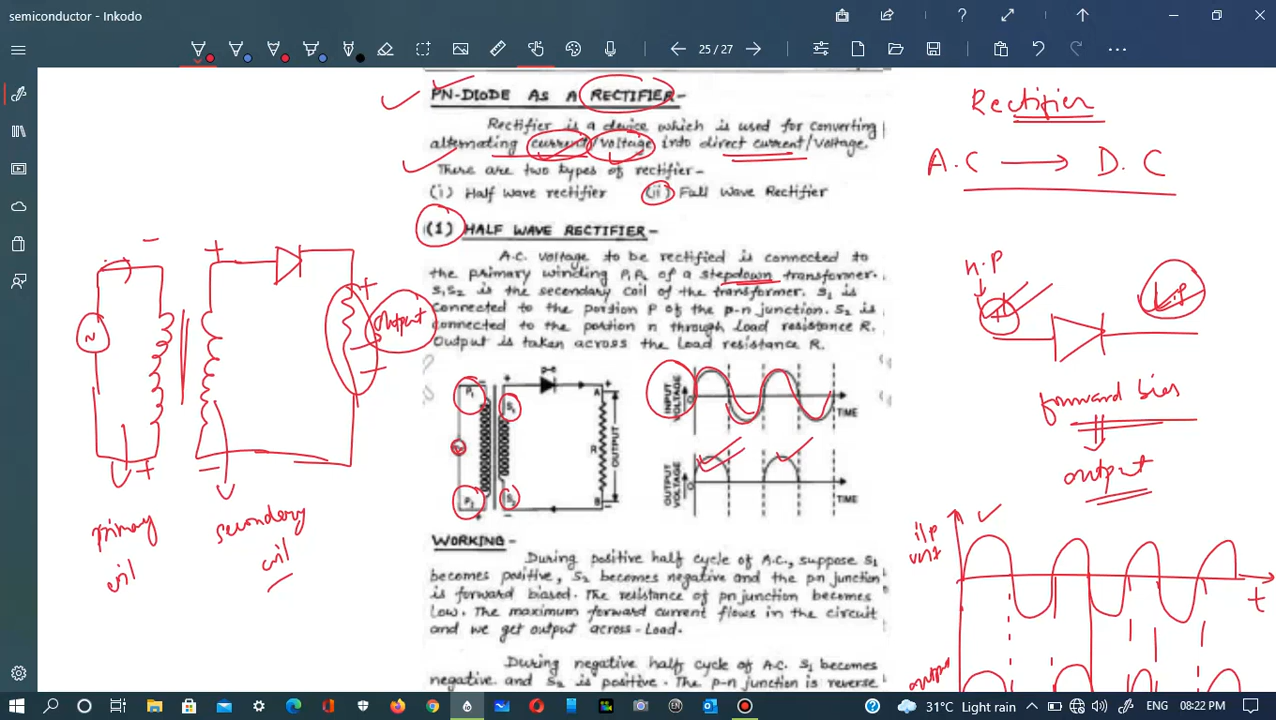 semiconductor - Inkodo
25 / 27
PN-DIODE AS A RECTIFIER-
Rectifier is a device which is used for converting
alternating current/voltage into direct current/voltage.
There are two types of rectifier-
(i) Half wave rectifier (ii) Full Wave Rectifier
(1) HALF WAVE RECTIFIER-
A.C. voltage to be rectified is connected to
the primary winding P1P2 of a stepdown transformer.
S1S2 is the secondary coil of the transformer. S1 is
connected to the portion P of the p-n junction. S2 is
connected to the portion n through load resistance R.
Output is taken across the load resistance R.
P1
S1
P2
S2
A
R
B
OUTPUT
INPUT VOLTAGE
O
TIME
OUTPUT VOLTAGE
O
TIME
WORKING-
During positive half cycle of A.C., suppose S1
becomes positive, S2 becomes negative and the pn junction
is forward biased. The resistance of pn junction becomes
low. The maximum forward current flows in the circuit
and we get output across-Load.
During negative half cycle of A.C. S1 becomes
negative and S2 is positive. The p-n junction is reverse
- +
+ -
+ -
N
output
primary
coil
secondary
coil
Rectifier
A.C → D.C
h.p
l.p
forward bias
output
i/p
volt
t
output
31°C Light rain
ENG
08:22 PM